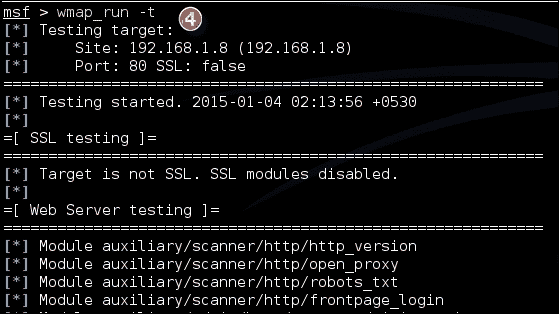 msf > wmap_run -t
4
[*] Testing target:
[*]     Site: 192.168.1.8 (192.168.1.8)
[*]     Port: 80 SSL: false
============================================================
[*] Testing started. 2015-01-04 02:13:56 +0530
[*]
=[ SSL testing ]=
============================================================
[*] Target is not SSL. SSL modules disabled.
[*]
=[ Web Server testing ]=
============================================================
[*] Module auxiliary/scanner/http/http_version
[*] Module auxiliary/scanner/http/open_proxy
[*] Module auxiliary/scanner/http/robots_txt
[*] Module auxiliary/scanner/http/frontpage_login